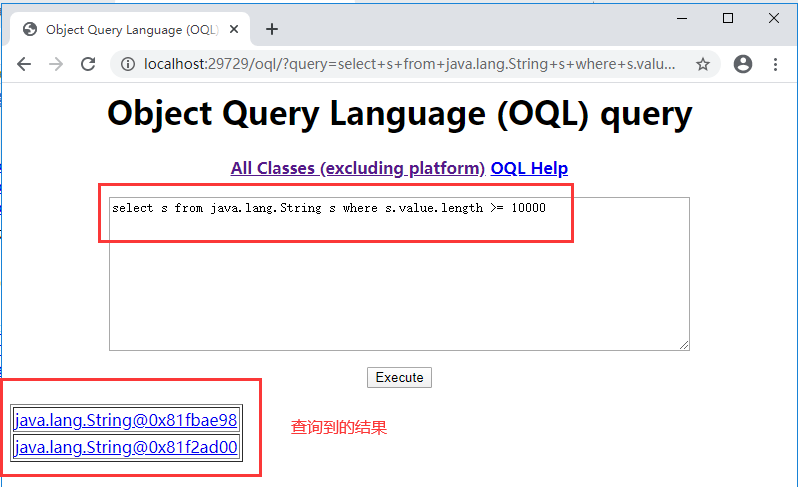 Object Query Language (OQL)
localhost:29729/oql/?query=select+s+from+java.lang.String+s+where+s.valu...
Object Query Language (OQL) query
All Classes (excluding platform) OQL Help
select s from java.lang.String s where s.value.length >= 10000
Execute
java.lang.String@0x81fbae98
查询到的结果
java.lang.String@0x81f2ad00